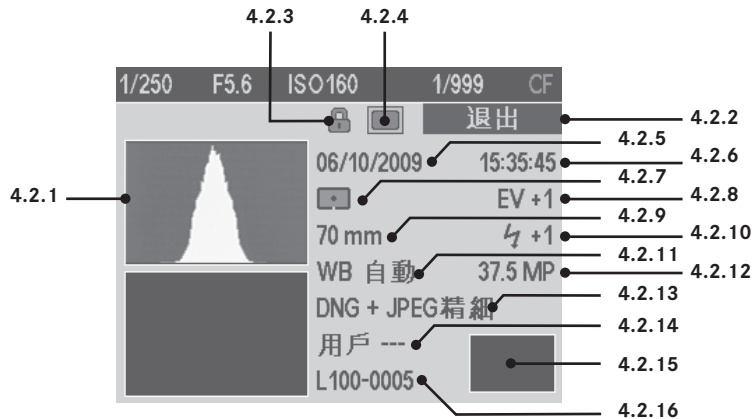 4.2.3 4.2.4
1/250 F5.6 ISO160 1/999 CF
退出 4.2.2
4.2.5
06/10/2009 15:35:45 4.2.6
4.2.7
4.2.1 EV +1 4.2.8
4.2.9
70 mm +1 4.2.10
4.2.11
WB 自動 37.5 MP 4.2.12
DNG + JPEG精細 4.2.13
用戶 --- 4.2.14
4.2.15
L100-0005 4.2.16